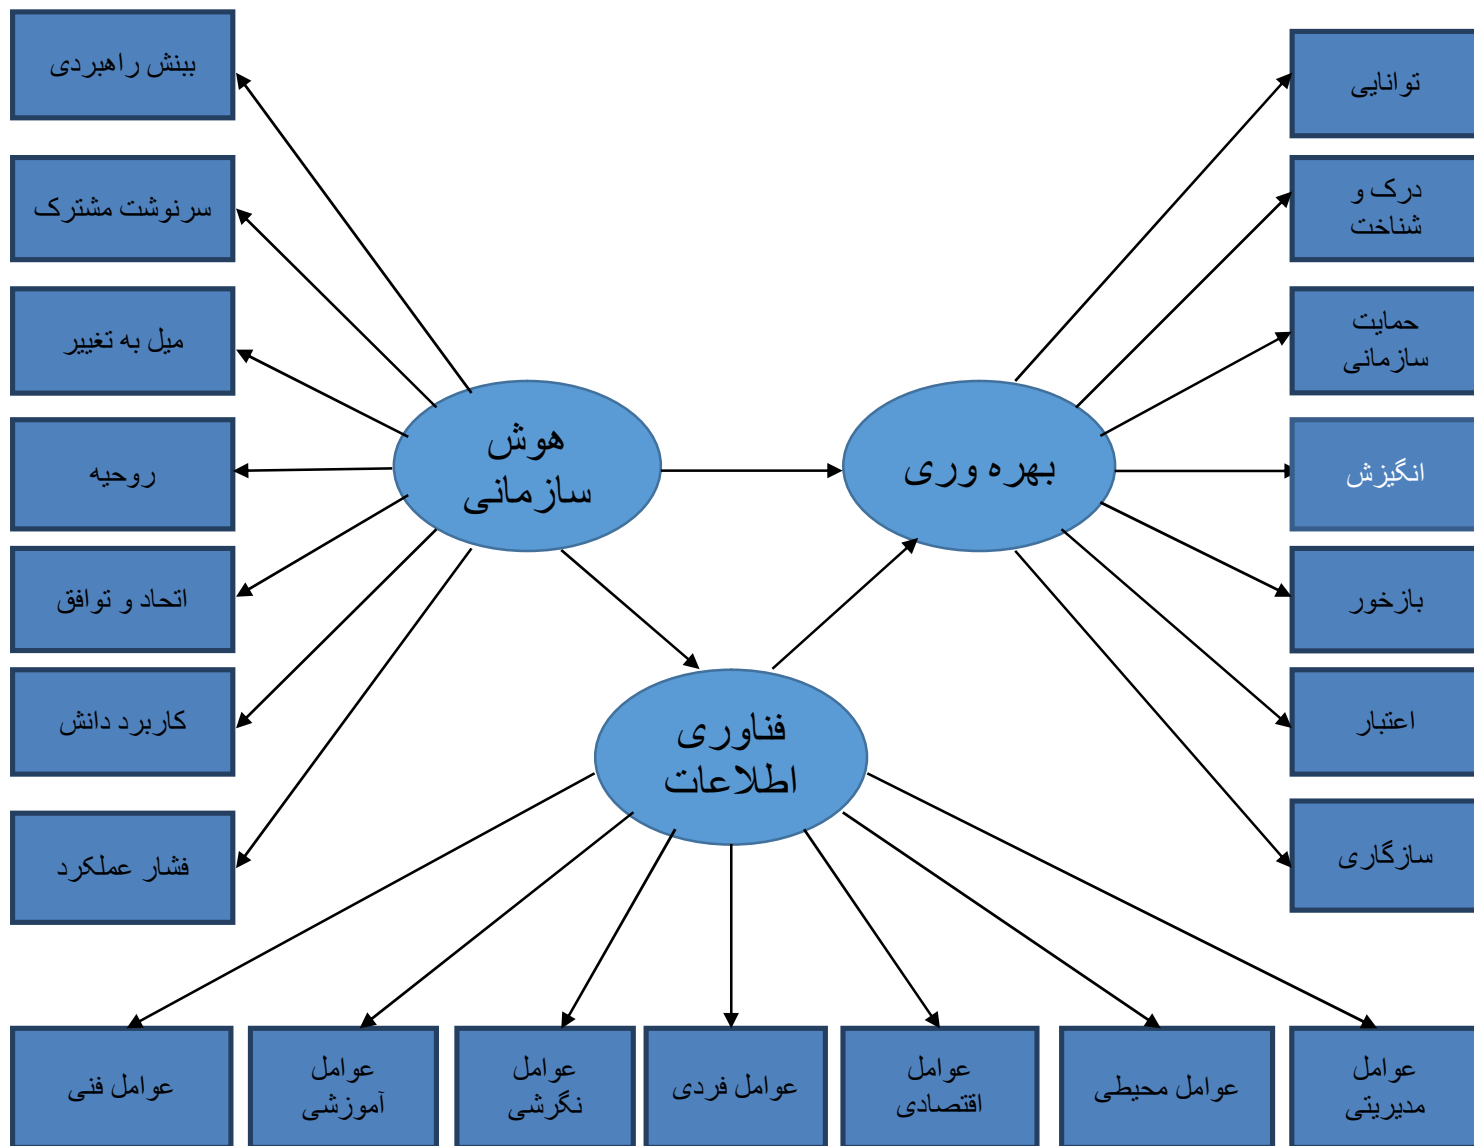 بینش راهبردی
سرنوشت مشترک
میل به تغییر
روحیه
اتحاد و توافق
کاربرد دانش
فشار عملکرد
هوش
سازمانی
بهره وری
فناوری
اطلاعات
توانایی
درک و
شناخت
حمایت
سازمانی
انگیزش
بازخور
اعتبار
سازگاری
عوامل فنی
عوامل
آموزشی
عوامل
نگرشی
عوامل فردی
عوامل
اقتصادی
عوامل محیطی
عوامل
مدیریتی